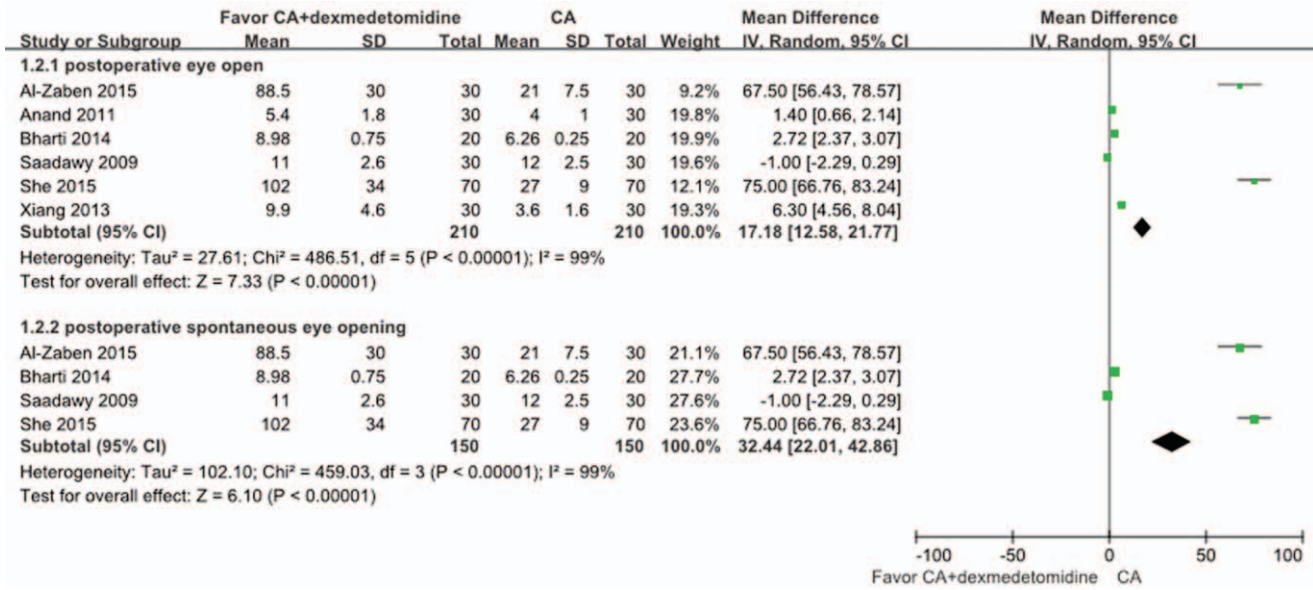 Favor CA+dexmedetomidine CA Mean Difference Mean Difference
Study or Subgroup Mean SD Total Mean SD Total Weight IV, Random, 95% CI IV, Random, 95% CI
1.2.1 postoperative eye open
Al-Zaben 2015 88.5 30 30 21 7.5 30 9.2% 67.50 [56.43, 78.57]
Anand 2011 5.4 1.8 30 4 1 30 19.8% 1.40 [0.66, 2.14]
Bharti 2014 8.98 0.75 20 6.26 0.25 20 19.9% 2.72 [2.37, 3.07]
Saadawy 2009 11 2.6 30 12 2.5 30 19.6% -1.00 [-2.29, 0.29]
She 2015 102 34 70 27 9 70 12.1% 75.00 [66.76, 83.24]
Xiang 2013 9.9 4.6 30 3.6 1.6 30 19.3% 6.30 [4.56, 8.04]
Subtotal (95% CI) 210 210 100.0% 17.18 [12.58, 21.77]
Heterogeneity: Tau² = 27.61; Chi² = 486.51, df = 5 (P < 0.00001); I² = 99%
Test for overall effect: Z = 7.33 (P < 0.00001)
1.2.2 postoperative spontaneous eye opening
Al-Zaben 2015 88.5 30 30 21 7.5 30 21.1% 67.50 [56.43, 78.57]
Bharti 2014 8.98 0.75 20 6.26 0.25 20 27.7% 2.72 [2.37, 3.07]
Saadawy 2009 11 2.6 30 12 2.5 30 27.6% -1.00 [-2.29, 0.29]
She 2015 102 34 70 27 9 70 23.6% 75.00 [66.76, 83.24]
Subtotal (95% CI) 150 150 100.0% 32.44 [22.01, 42.86]
Heterogeneity: Tau² = 102.10; Chi² = 459.03, df = 3 (P < 0.00001); I² = 99%
Test for overall effect: Z = 6.10 (P < 0.00001)
-100 -50 0 50 100
Favor CA+dexmedetomidine CA